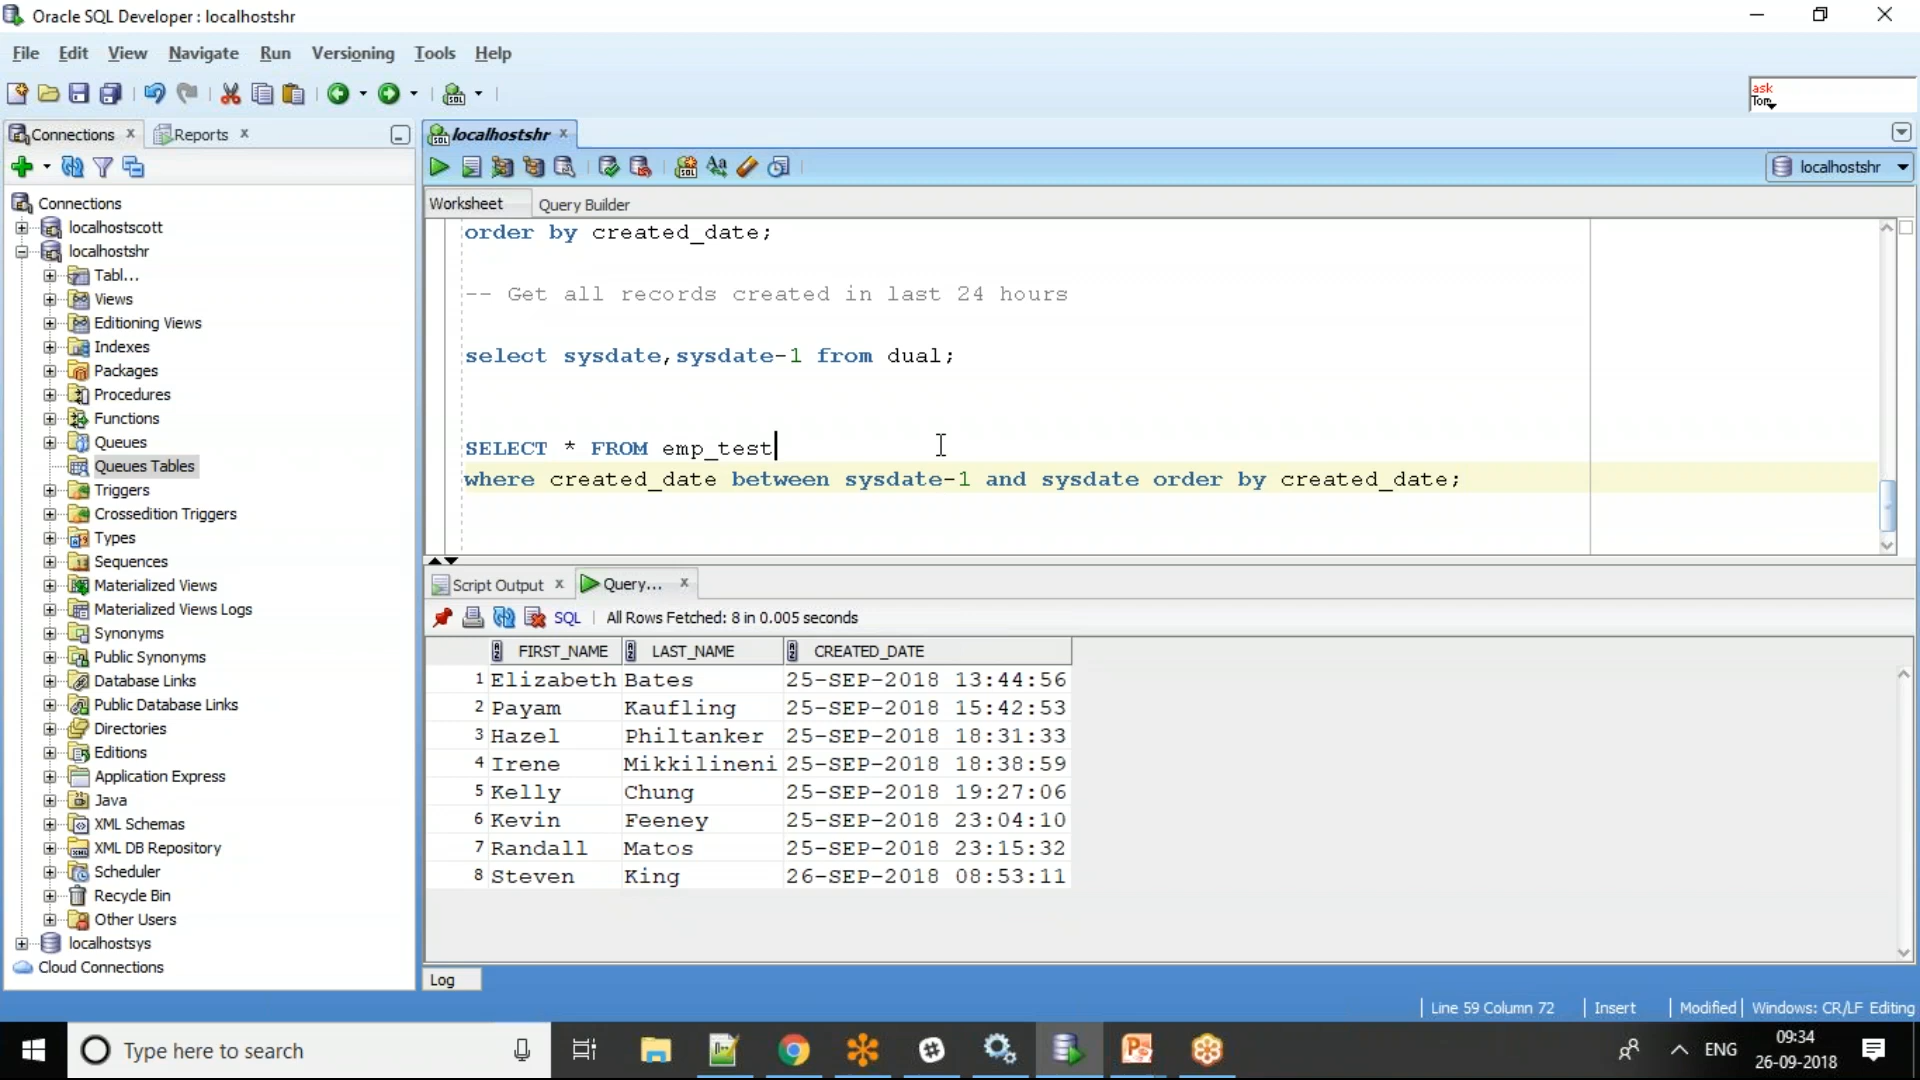 Oracle SQL Developer : localhostshr
File Edit View Navigate Run Versioning Tools Help
ask
Tom
Connections Reports
localhostshr
localhostshr
Worksheet Query Builder
Connections
localhostscott
localhostshr
Tabl...
Views
Editioning Views
Indexes
Packages
Procedures
Functions
Queues
Queues Tables
Triggers
Crossedition Triggers
Types
Sequences
Materialized Views
Materialized Views Logs
Synonyms
Public Synonyms
Database Links
Public Database Links
Directories
Editions
Application Express
Java
XML Schemas
XML DB Repository
Scheduler
Recycle Bin
Other Users
localhostsys
Cloud Connections
order by created_date;
-- Get all records created in last 24 hours
select sysdate,sysdate-1 from dual;
SELECT * FROM emp_test
where created_date between sysdate-1 and sysdate order by created_date;
Script Output Query...
SQL All Rows Fetched: 8 in 0.005 seconds
FIRST_NAME LAST_NAME CREATED_DATE
1 Elizabeth Bates 25-SEP-2018 13:44:56
2 Payam Kaufling 25-SEP-2018 15:42:53
3 Hazel Philtanker 25-SEP-2018 18:31:33
4 Irene Mikkilineni 25-SEP-2018 18:38:59
5 Kelly Chung 25-SEP-2018 19:27:06
6 Kevin Feeney 25-SEP-2018 23:04:10
7 Randall Matos 25-SEP-2018 23:15:32
8 Steven King 26-SEP-2018 08:53:11
Log
Line 59 Column 72 Insert Modified Windows: CR/LF Editing
Type here to search
ENG
09:34
26-09-2018